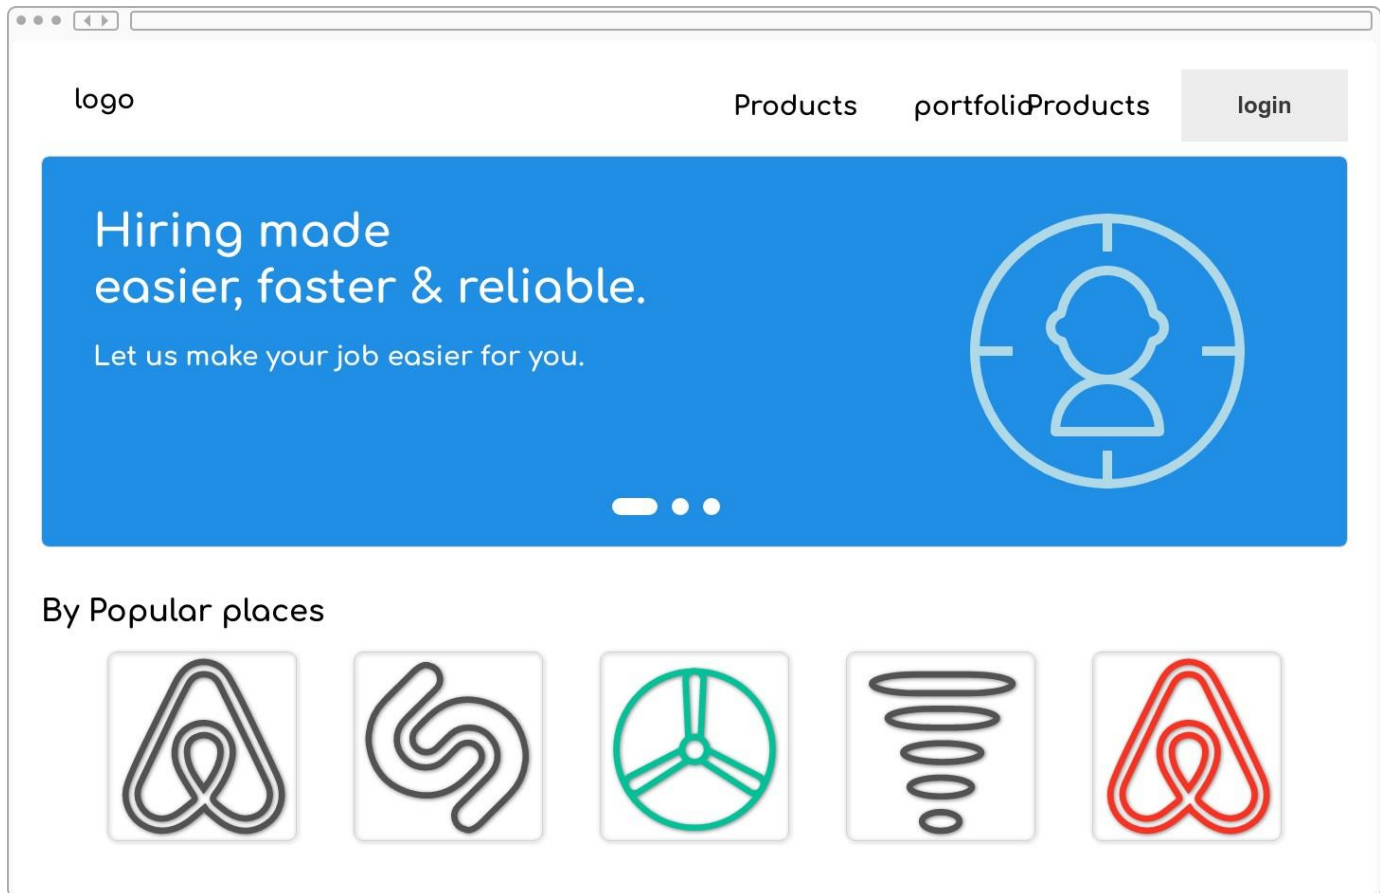 logo
Products portfolioProducts login
Hiring made
easier, faster & reliable.
Let us make your job easier for you.
By Popular places